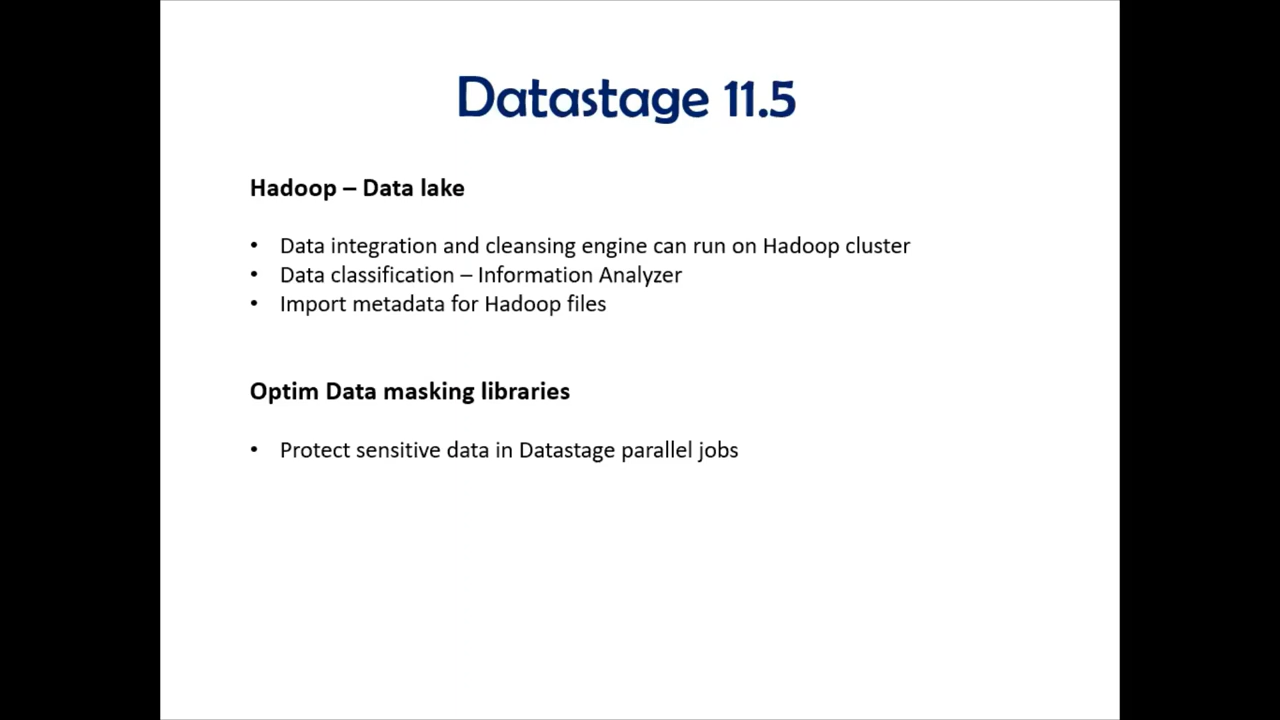 Datastage 11.5
Hadoop – Data lake
• Data integration and cleansing engine can run on Hadoop cluster
• Data classification – Information Analyzer
• Import metadata for Hadoop files
Optim Data masking libraries
• Protect sensitive data in Datastage parallel jobs